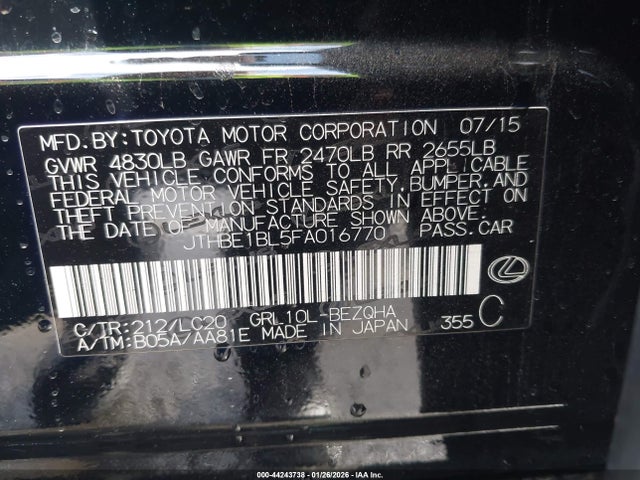 MFD.BY:TOYOTA MOTOR CORPORATION 07/15
GVWR 4830LB GAWR FR 2470LB RR 2655LB
THIS VEHICLE CONFORMS TO ALL APPLICABLE
FEDERAL MOTOR VEHICLE SAFETY, BUMPER, AND
THEFT PREVENTION STANDARDS IN EFFECT ON
THE DATE OF MANUFACTURE SHOWN ABOVE.
JTHBE1BL5FA016770 PASS.CAR
C/TR:212/LC20 GRL10L-BEZQHA
A/TM:B05A/AA81E MADE IN JAPAN 355 C
000-44243738 - 01/26/2026 - IAA Inc.